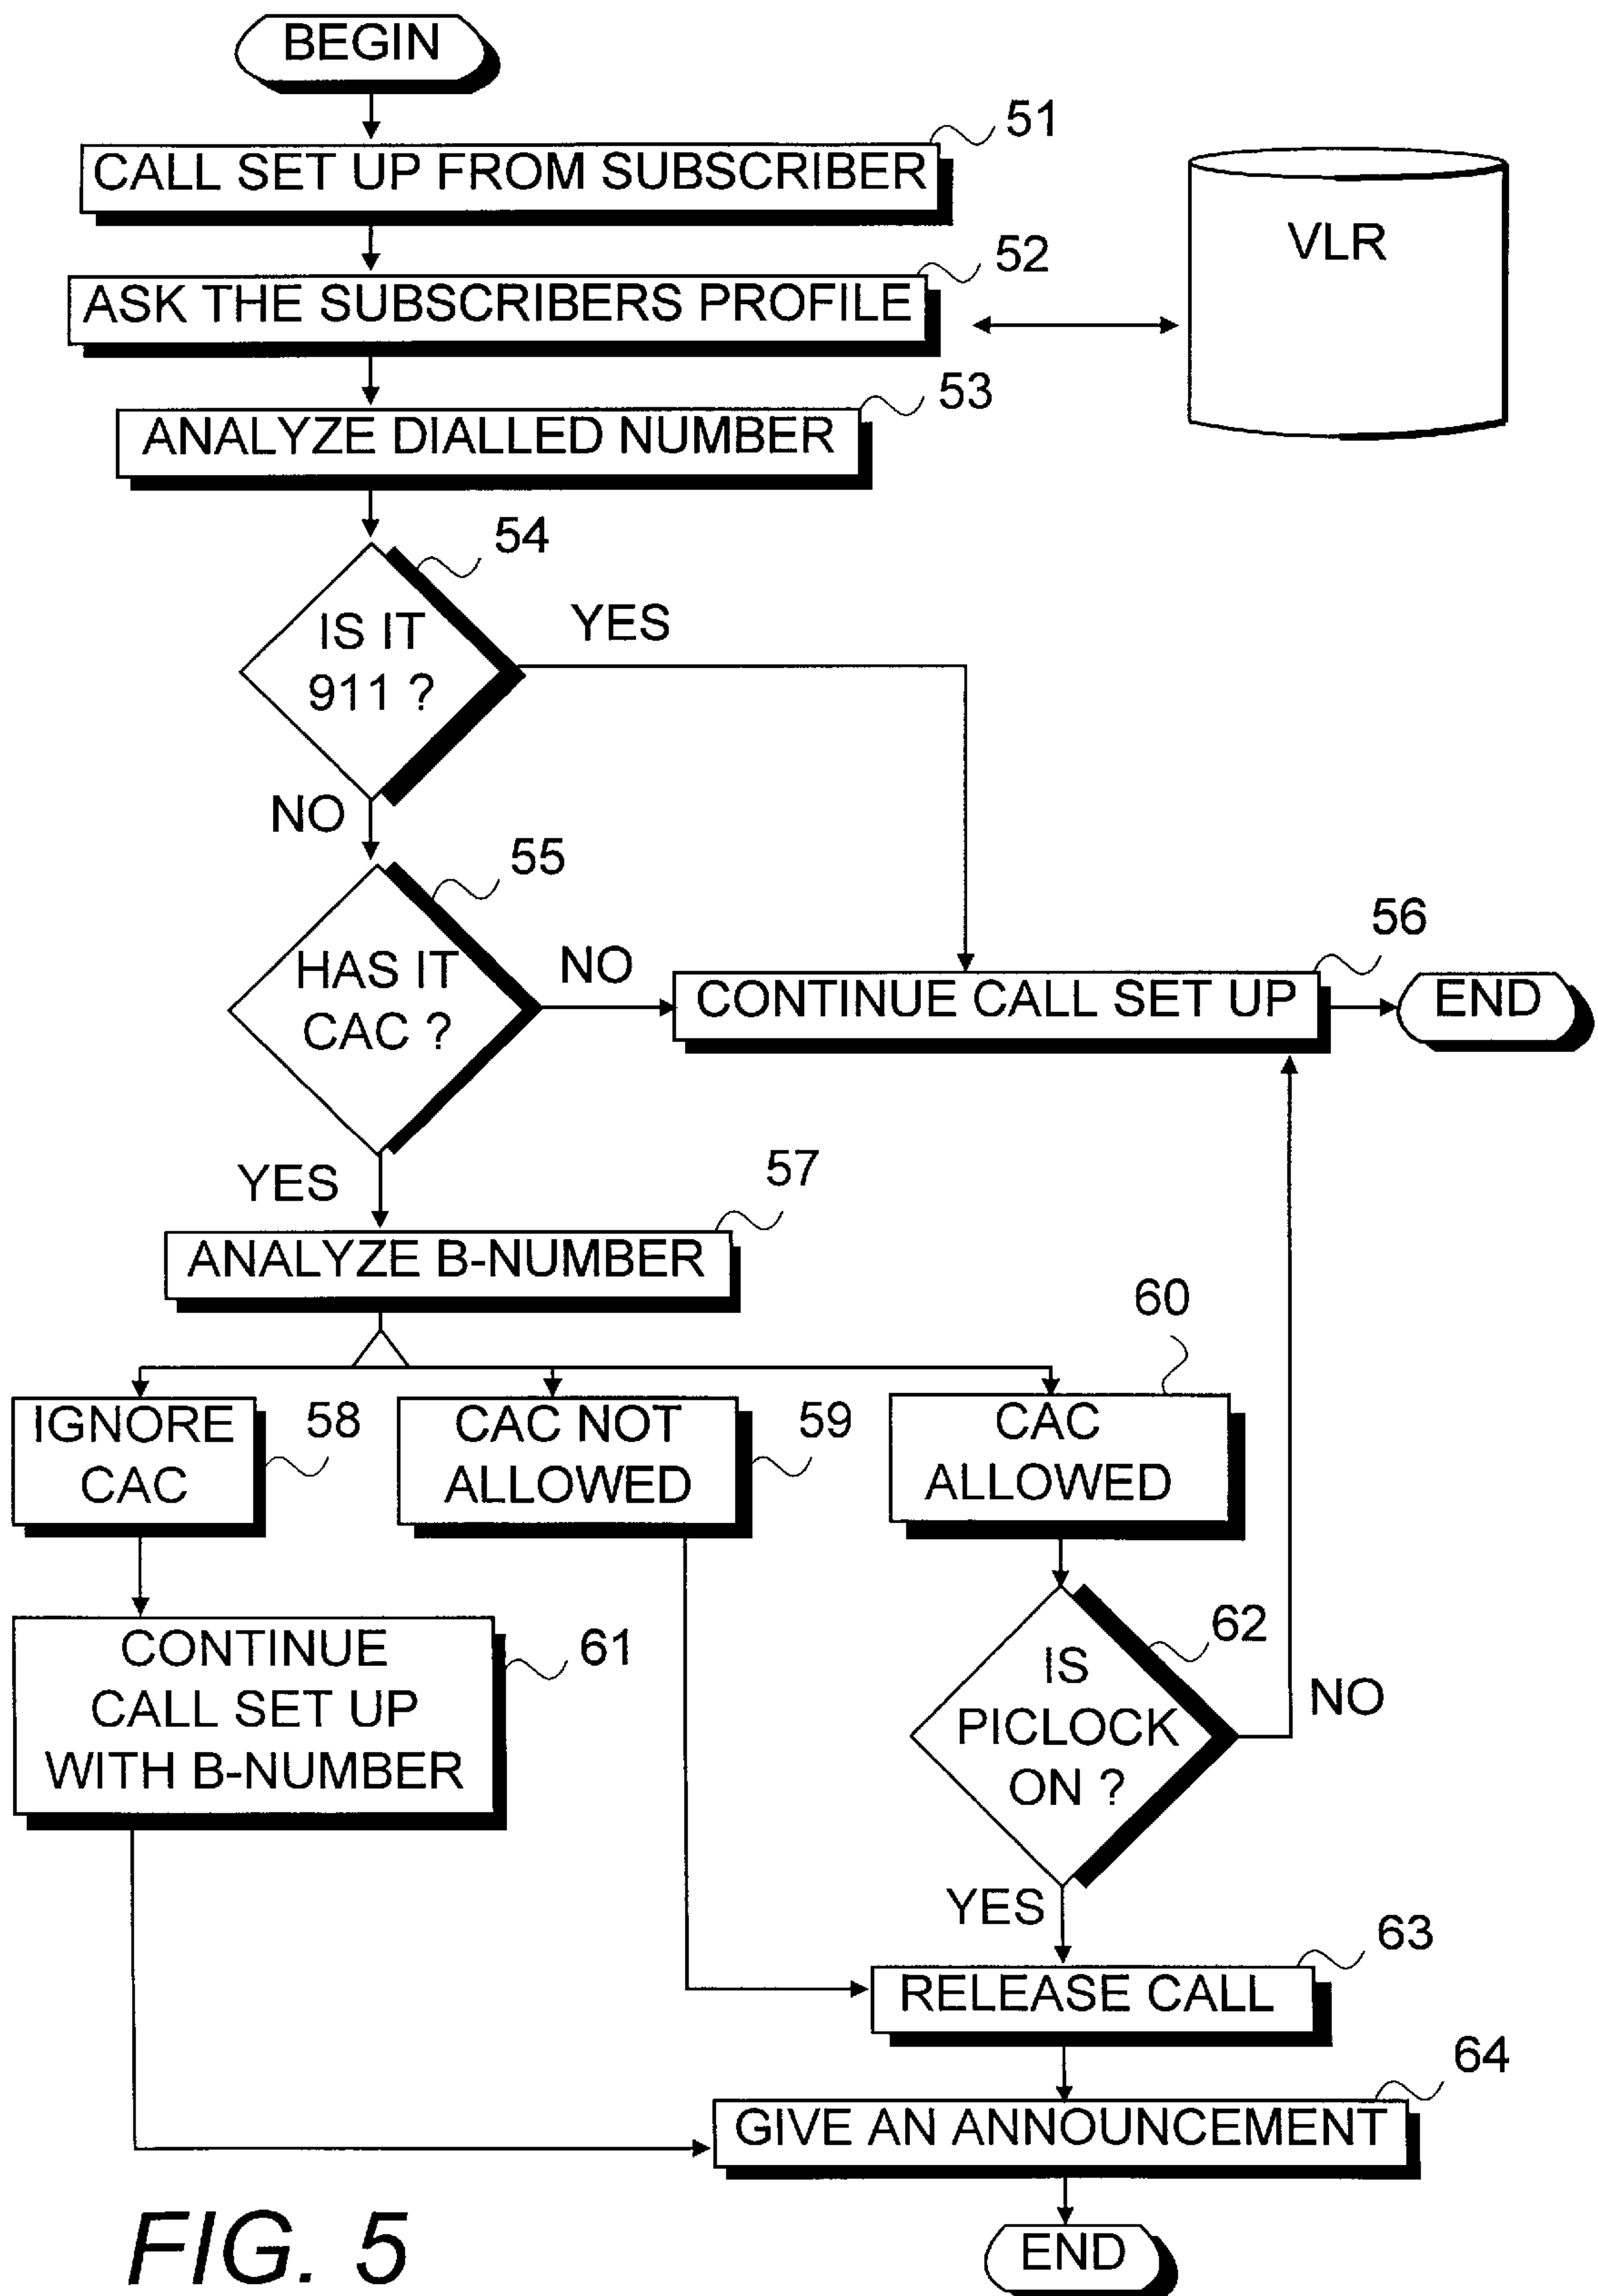 BEGIN
51
CALL SET UP FROM SUBSCRIBER
VLR
52
ASK THE SUBSCRIBERS PROFILE
53
ANALYZE DIALLED NUMBER
54
IS IT
911 ?
YES
NO
55
HAS IT
CAC ?
NO
56
CONTINUE CALL SET UP
END
YES
57
ANALYZE B-NUMBER
60
IGNORE
CAC
58
CAC NOT
ALLOWED
59
CAC
ALLOWED
CONTINUE
CALL SET UP
WITH B-NUMBER
61
62
IS
PICLOCK
ON ?
NO
YES
63
RELEASE CALL
64
GIVE AN ANNOUNCEMENT
END
FIG. 5